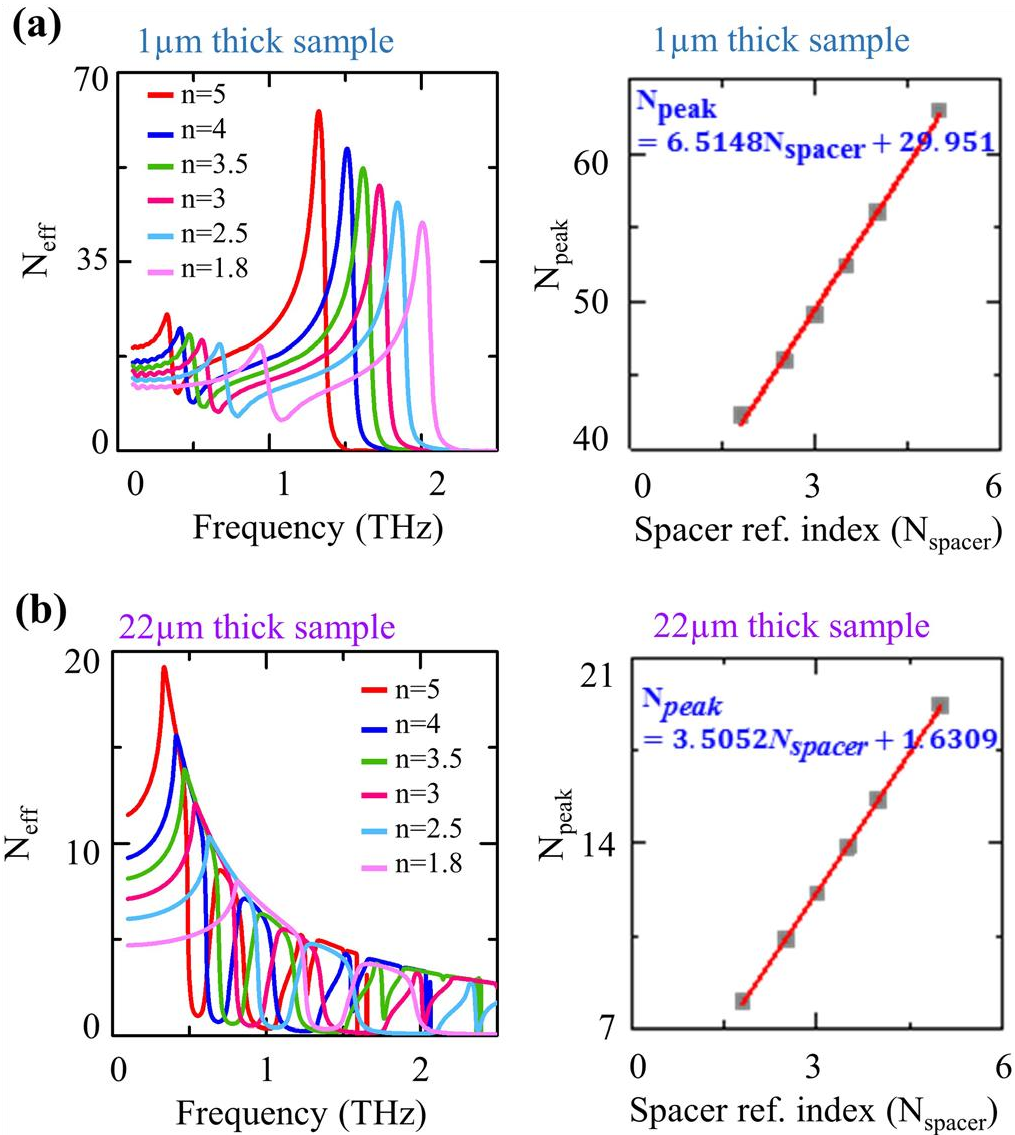 (a)
1µm thick sample
70
35
0
N_eff
n=5
n=4
n=3.5
n=3
n=2.5
n=1.8
0 1 2
Frequency (THz)
1µm thick sample
N_peak
= 6.5148N_spacer + 29.951
60
50
40
N_peak
0 3 6
Spacer ref. index (N_spacer)
(b)
22µm thick sample
20
10
0
N_eff
n=5
n=4
n=3.5
n=3
n=2.5
n=1.8
0 1 2
Frequency (THz)
22µm thick sample
N_peak
= 3.5052N_spacer + 1.6309
21
14
7
N_peak
0 3 6
Spacer ref. index (N_spacer)